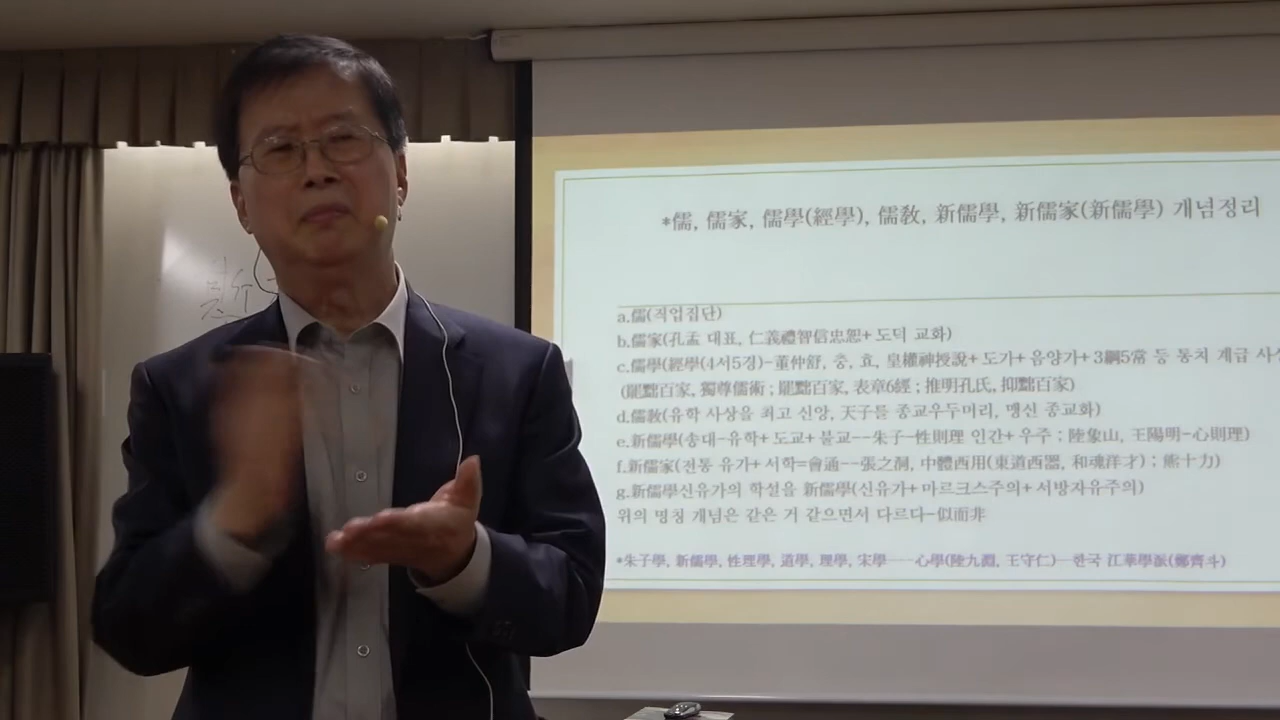 *儒, 儒家, 儒學(經學), 儒敎, 新儒學, 新儒家(新儒學) 개념정리
a.儒(직업집단)
b.儒家(孔孟 대표, 仁義禮智信忠恕+ 도덕 교화)
c.儒學(經學(4서5경)-董仲舒, 충, 효, 皇權神授說+ 도가+ 음양가+ 3綱5常 등 통치 계급 사상
(罷黜百家, 獨尊儒術 ; 罷黜百家, 表章6經 ; 推明孔氏, 抑黜百家)
d.儒敎(유학 사상을 최고 신앙, 天子를 종교우두머리, 맹신 종교화)
e.新儒學(송대-유학+ 도교+ 불교--朱子-性則理 인간+ 우주 ; 陸象山, 王陽明-心則理)
f.新儒家(전통 유가+ 서학=會通--張之洞, 中體西用(東道西器, 和魂洋才) ; 熊十力)
g.新儒學신유가의 학설을 新儒學(신유가+ 마르크스주의+ 서방자유주의)
위의 명칭 개념은 같은 거 같으면서 다르다-似而非
*朱子學, 新儒學, 性理學, 道學, 理學, 宋學---心學(陸九淵, 王守仁)--한국 江華學派(鄭齊斗)